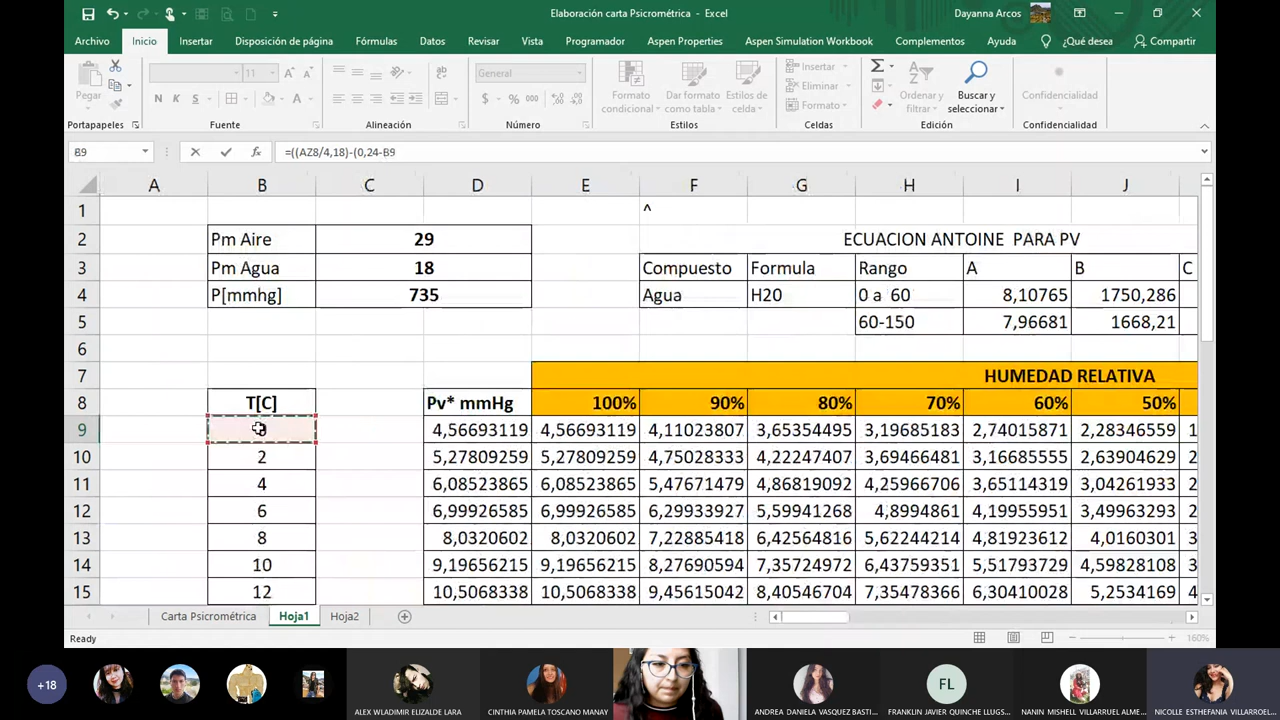 Elaboración carta Psicrométrica - Excel
Dayanna Arcos
Archivo Inicio Insertar Disposición de página Fórmulas Datos Revisar Vista Programador Aspen Properties Aspen Simulation Workbook Complementos Ayuda ¿Qué desea Compartir
Pegar
11
N K S
General
$ % 000
Formato condicional
Dar formato como tabla
Estilos de celda
Insertar
Eliminar
Formato
Ordenar y filtrar
Buscar y seleccionar
Confidencialidad
Portapapeles Fuente Alineación Número Estilos Celdas Edición Confidencialidad
B9 fx =((AZ8/4,18)-(0,24-B9
A B C D E F G H I J
1 ^
2 Pm Aire 29 ECUACION ANTOINE PARA PV
3 Pm Agua 18 Compuesto Formula Rango A B C
4 P[mmhg] 735 Agua H20 0 a 60 8,10765 1750,286
5 60-150 7,96681 1668,21
6
7 HUMEDAD RELATIVA
8 T[C] Pv* mmHg 100% 90% 80% 70% 60% 50%
9 4,56693119 4,56693119 4,11023807 3,65354495 3,19685183 2,74015871 2,28346559 1
10 2 5,27809259 5,27809259 4,75028333 4,22247407 3,69466481 3,16685555 2,63904629 2
11 4 6,08523865 6,08523865 5,47671479 4,86819092 4,25966706 3,65114319 3,04261933 2
12 6 6,99926585 6,99926585 6,29933927 5,59941268 4,8994861 4,19955951 3,49963293 2
13 8 8,0320602 8,0320602 7,22885418 6,42564816 5,62244214 4,81923612 4,0160301 3
14 10 9,19656215 9,19656215 8,27690594 7,35724972 6,43759351 5,51793729 4,59828108 3
15 12 10,5068338 10,5068338 9,45615042 8,40546704 7,35478366 6,30410028 5,2534169 4
Carta Psicrométrica Hoja1 Hoja2
Ready 160%
+18
ALEX WLADIMIR ELIZALDE LARA
CINTHIA PAMELA TOSCANO MANAY
ANDREA DANIELA VASQUEZ BASTI...
FL
FRANKLIN JAVIER QUINCHE LLUGS...
NANIN MISHELL VILLARRUEL ALME...
NICOLE ESTHEFANIA VILLARROEL...